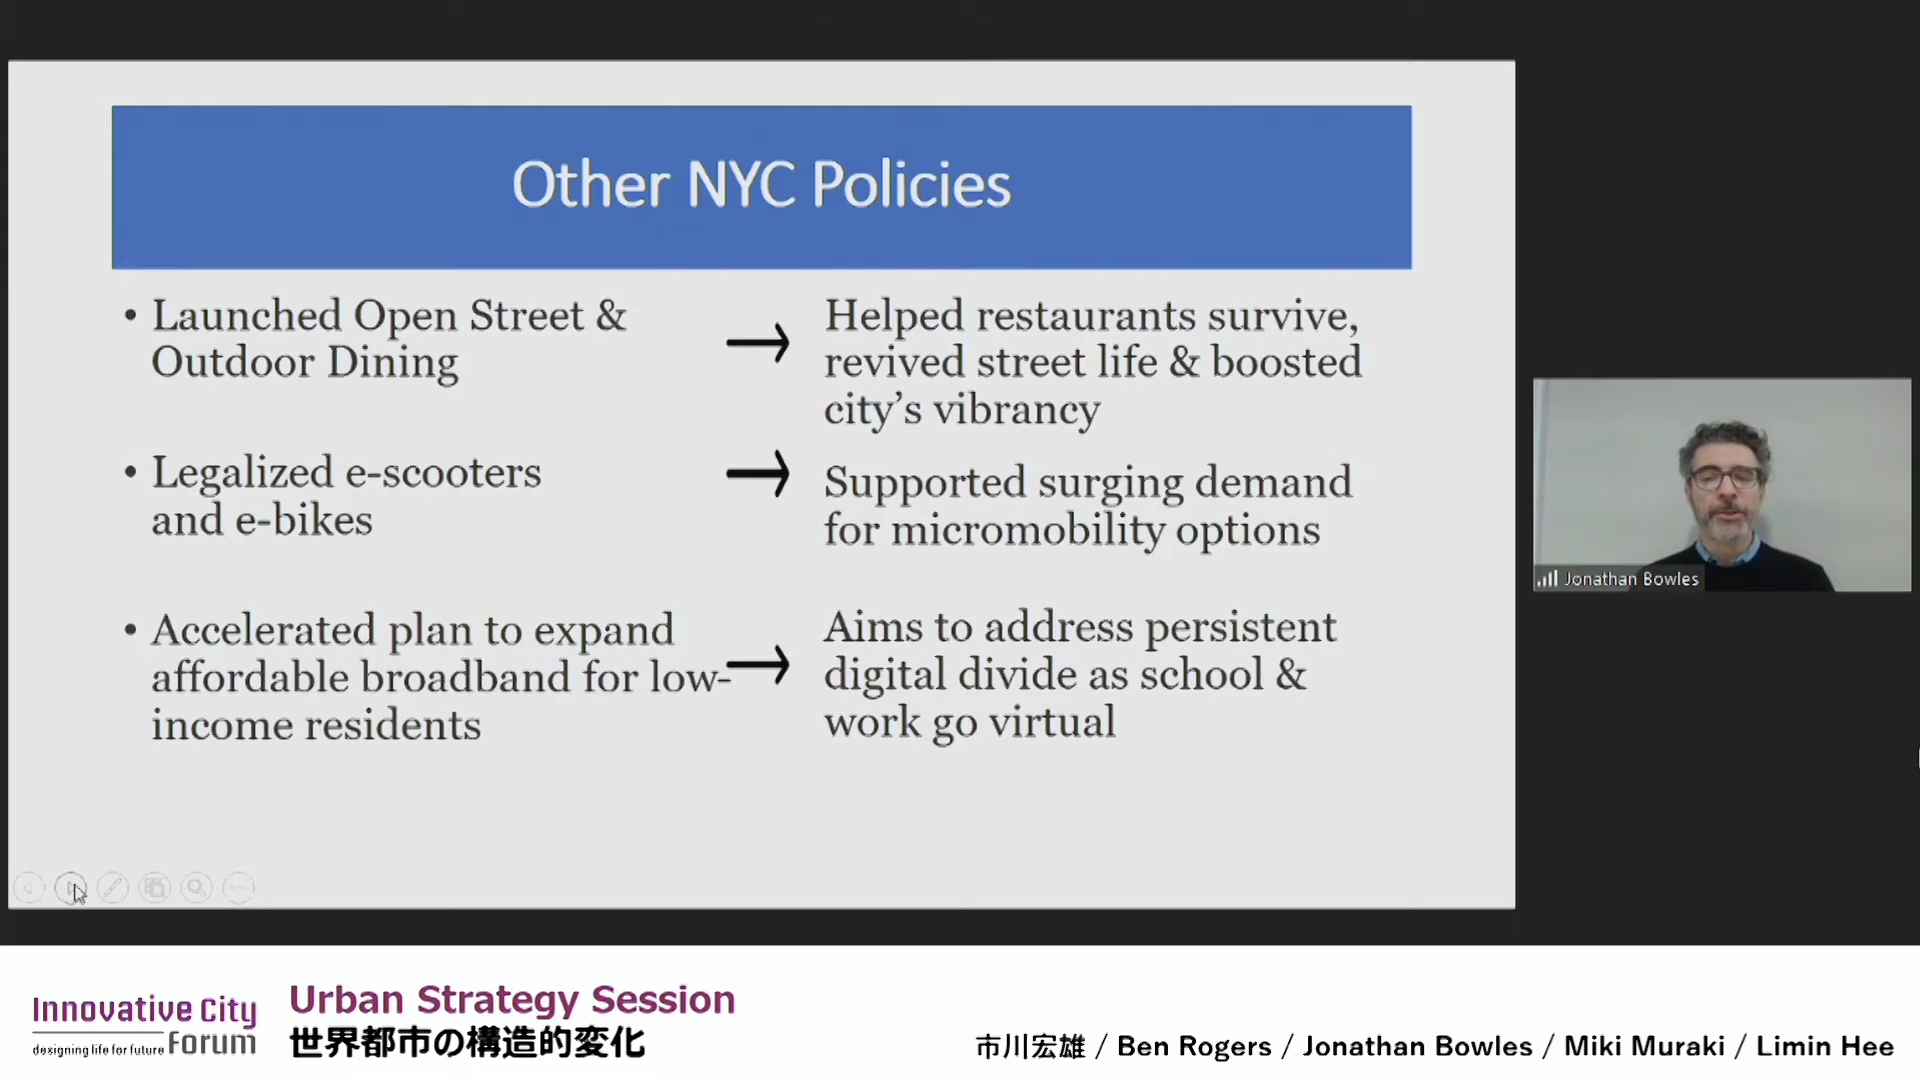 Other NYC Policies
• Launched Open Street &
Outdoor Dining
→
Helped restaurants survive,
revived street life & boosted
city’s vibrancy
• Legalized e-scooters
and e-bikes
→
Supported surging demand
for micromobility options
• Accelerated plan to expand
affordable broadband for low-
income residents
→
Aims to address persistent
digital divide as school &
work go virtual
Jonathan Bowles
Innovative City
Forum
designing life for future
Urban Strategy Session
世界都市の構造的変化
市川宏雄 / Ben Rogers / Jonathan Bowles / Miki Muraki / Limin Hee